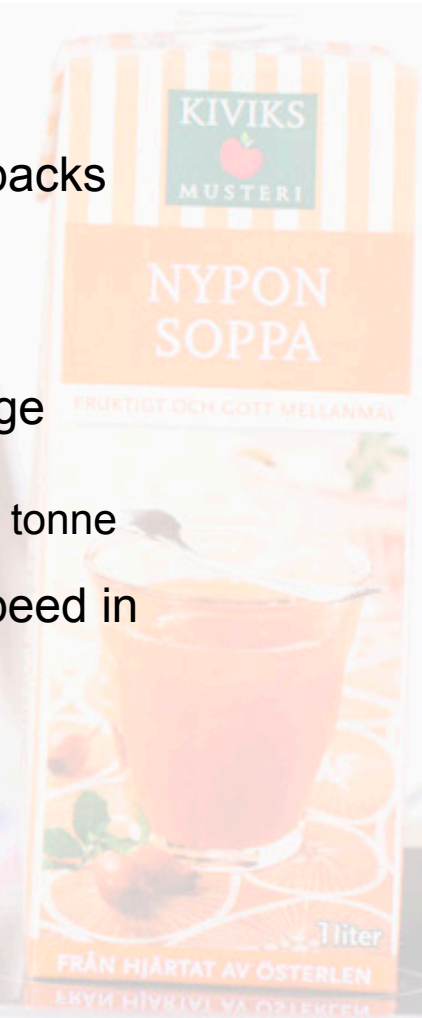 KIVIKS
MUSTERI
packs
NYPON
SOPPA
ge
FRUKTIGT OCH GOTT MELLANMÅL
tonne
peed in
1 liter
FRÅN HJÄRTAT AV ÖSTERLEN